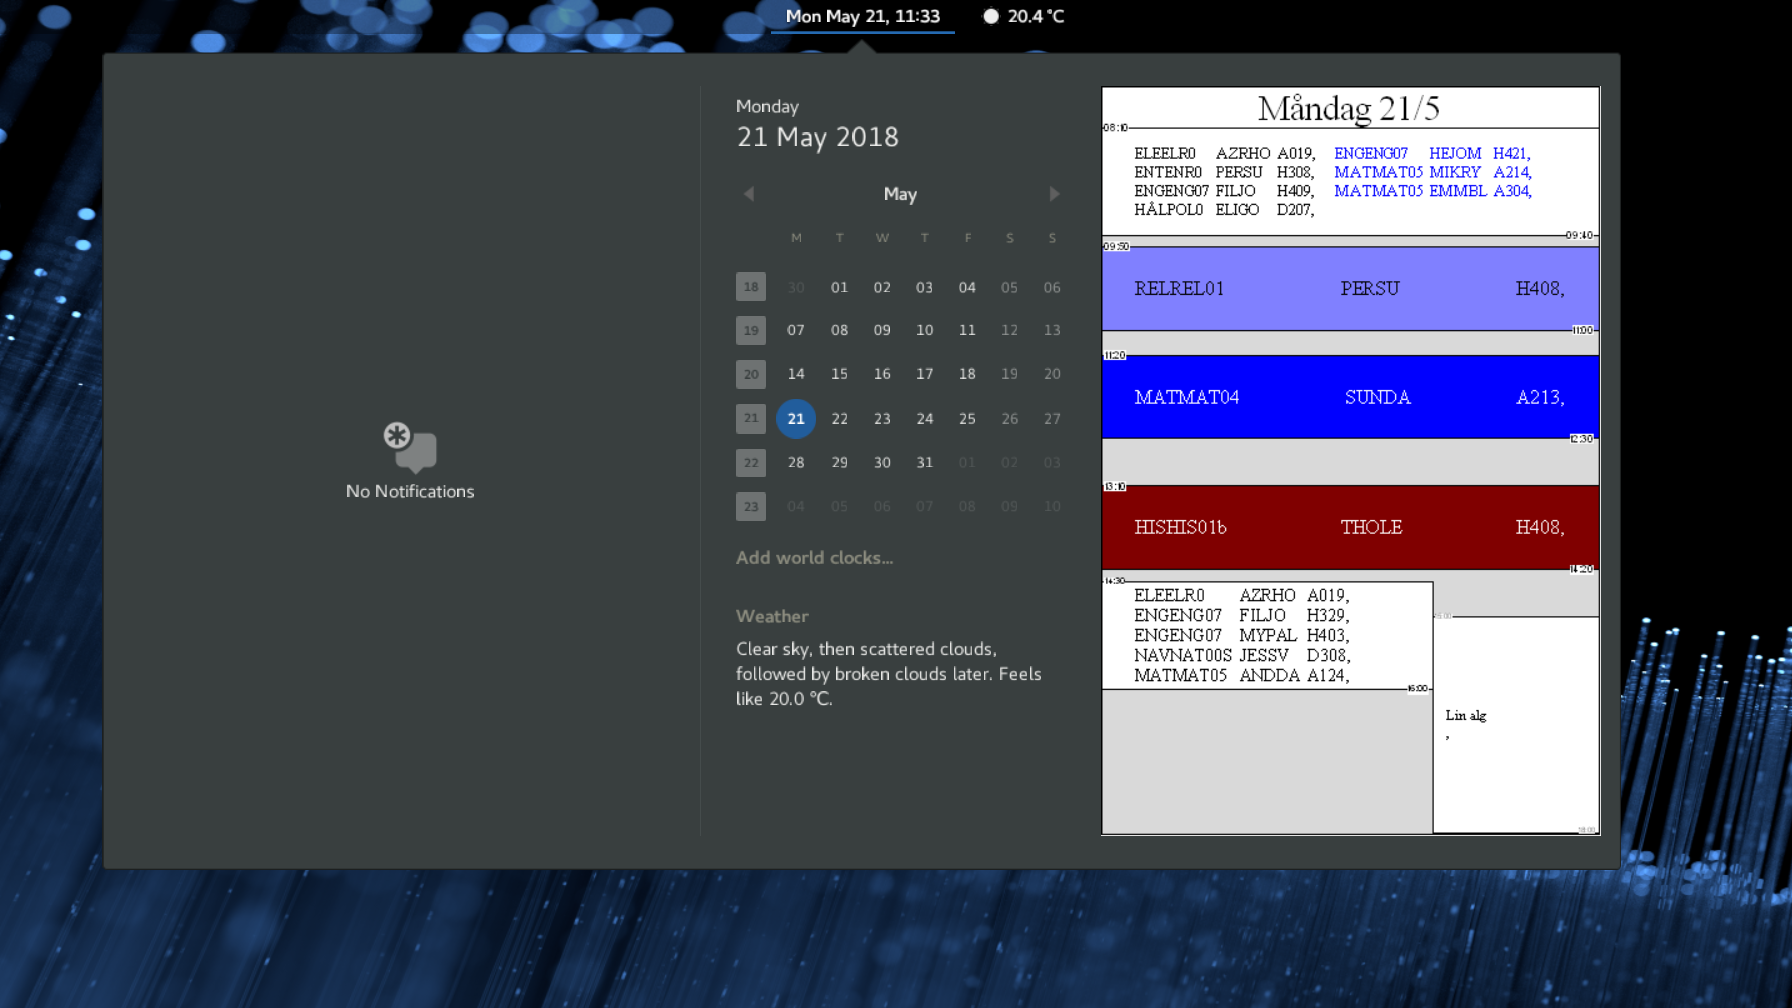 Mon May 21, 11:33 20.4 °C
No Notifications
Monday
21 May 2018
May
M T W T F S S
18 30 01 02 03 04 05 06
19 07 08 09 10 11 12 13
20 14 15 16 17 18 19 20
21 21 22 23 24 25 26 27
22 28 29 30 31 01 02 03
23 04 05 06 07 08 09 10
Add world clocks...
Weather
Clear sky, then scattered clouds,
followed by broken clouds later. Feels
like 20.0 °C.
Måndag 21/5
08:10
ELEELR0 AZRHO A019, ENGENG07 HEJOM H421,
ENTENR0 PERSU H308, MATMAT05 MIKRY A214,
ENGENG07 FILJO H409, MATMAT05 EMMBL A304,
HÅLPOL0 ELIGO D207,
09:40
09:50
RELREL01 PERSU H408,
11:00
11:20
MATMAT04 SUNDA A213,
12:30
13:10
HISHIS01b THOLE H408,
14:20
14:30
ELEELR0 AZRHO A019,
ENGENG07 FILJO H329,
ENGENG07 MYPAL H403,
NAVNAT00S JESSV D308,
MATMAT05 ANDDA A124,
16:00
Lin alg
,
18:00